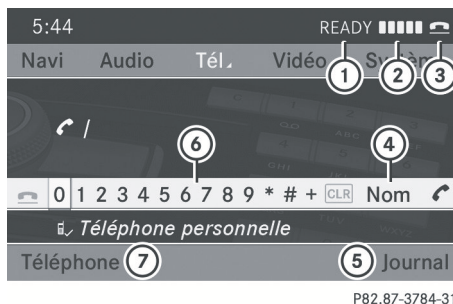 5:44 READY
Navi Audio Tél Vidéo Système
1 2 3
/
6 4
0 1 2 3 4 5 6 7 8 9 * # + CLR Nom
Téléphone personnelle
Téléphone 7 5 Journal
P82.87-3784-31